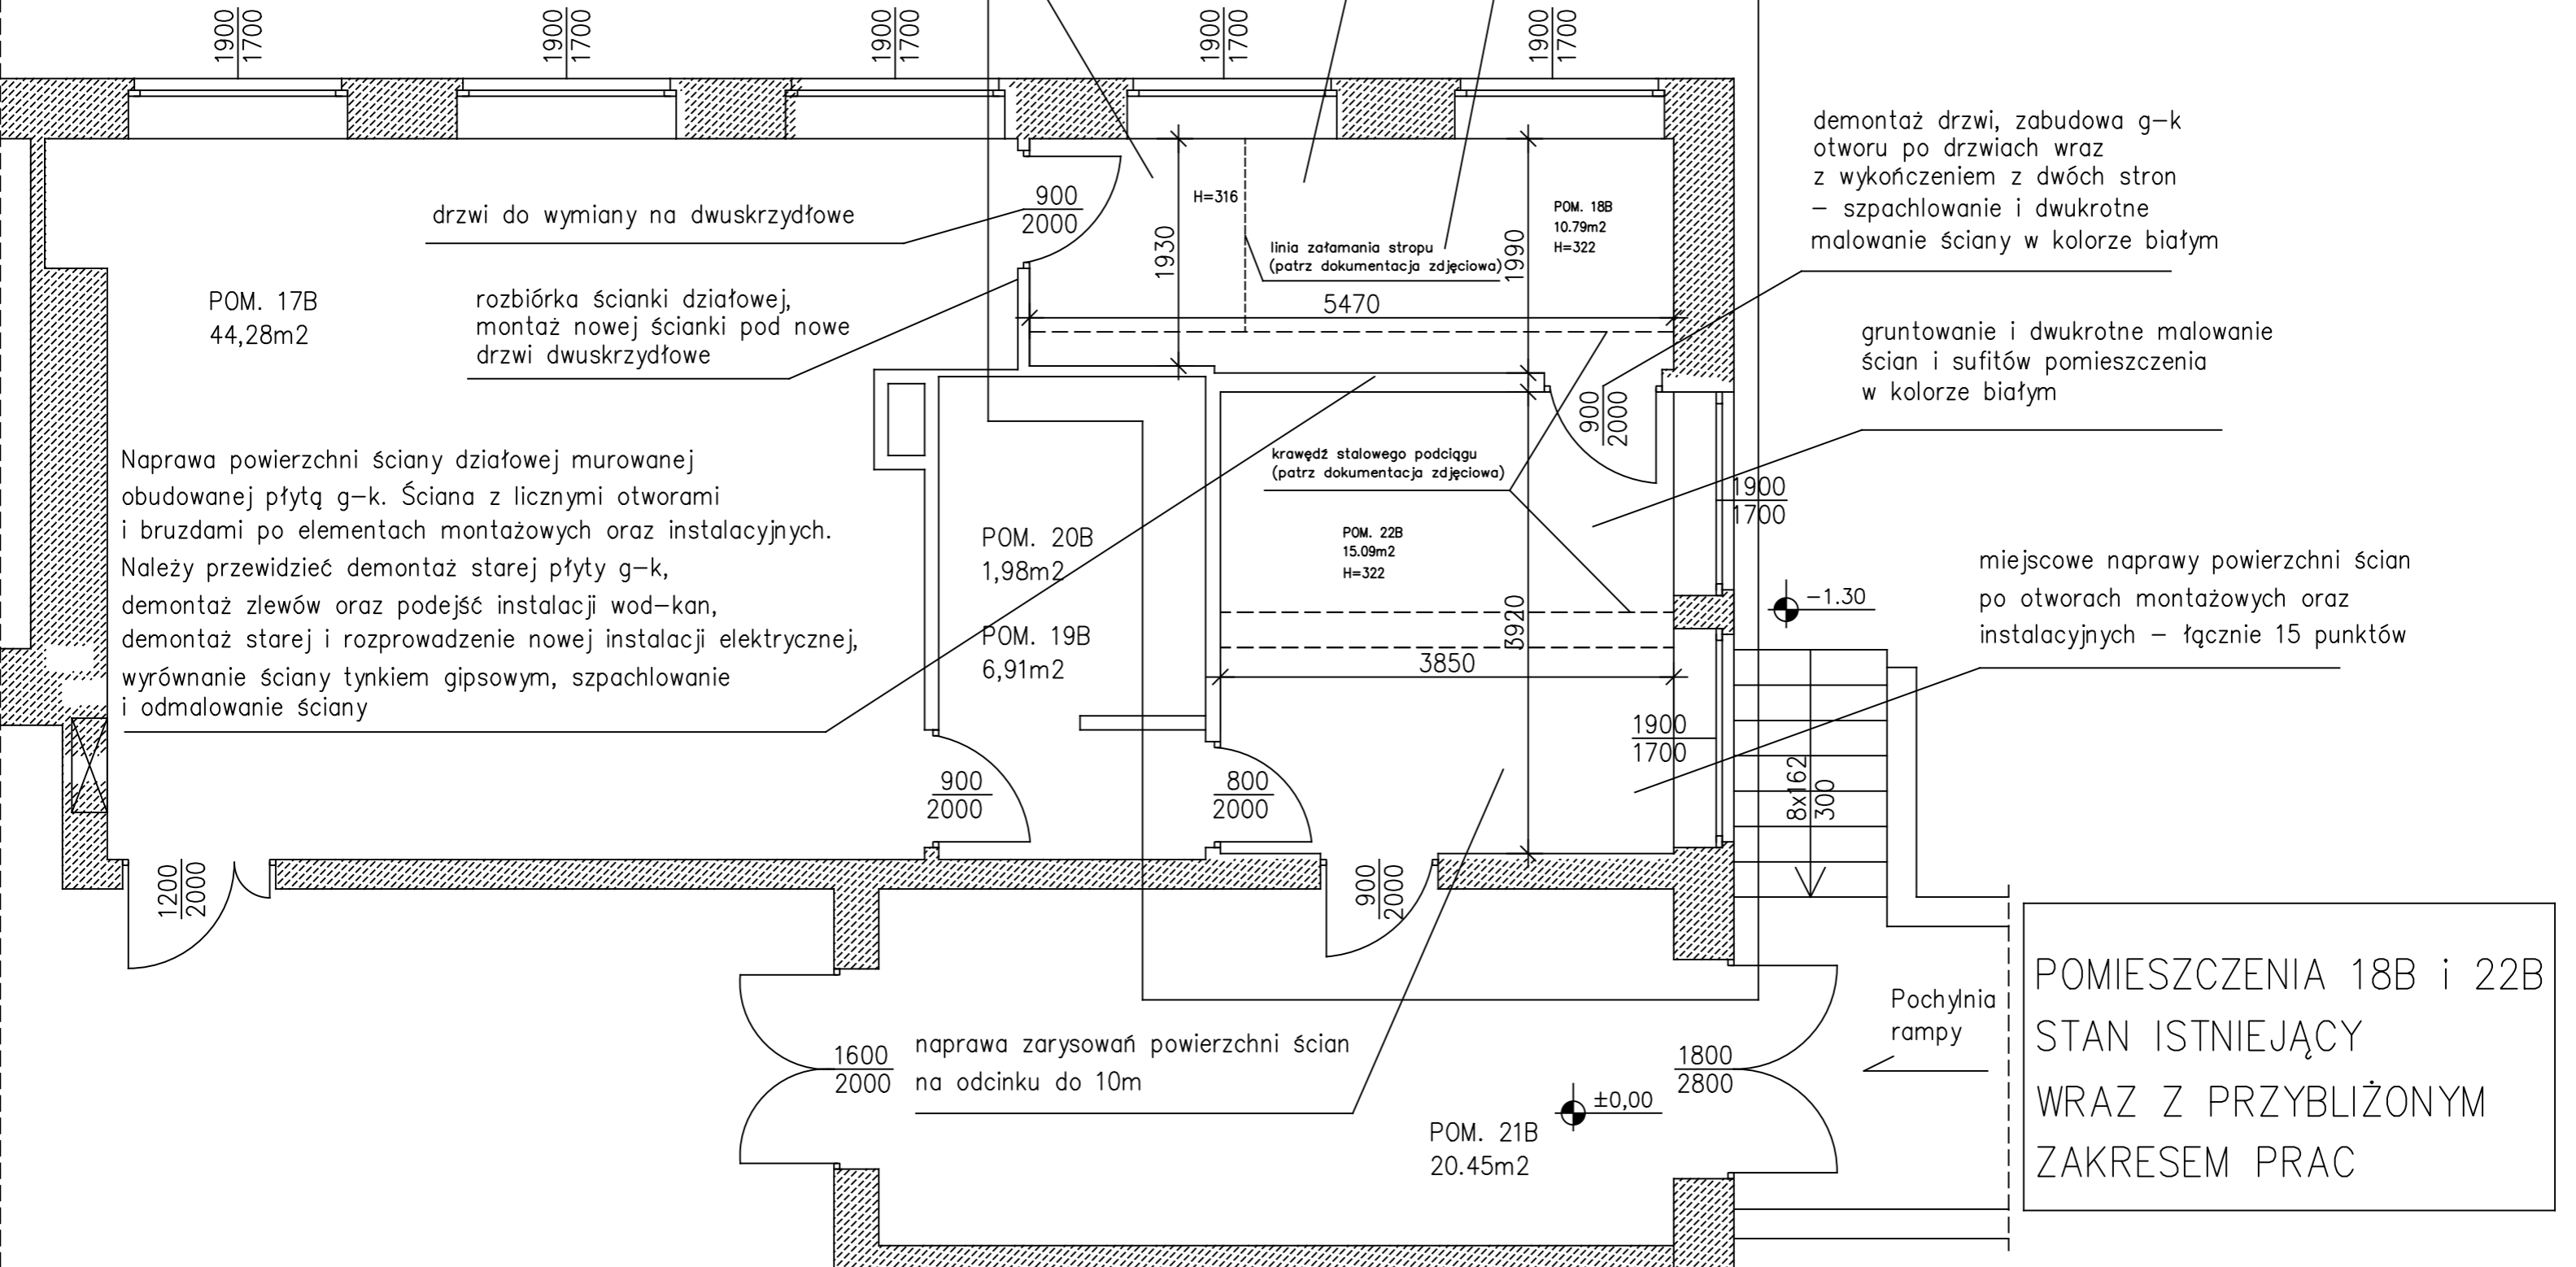 1900
1700
1900
1700
1900
1700
1900
1700
1900
1700
drzwi do wymiany na dwuskrzydłowe
900
2000
H=316
1930
linia załamania stropu
(patrz dokumentacja zdjęciowa)
1990
POM. 18B
10.79m2
H=322
5470
demontaż drzwi, zabudowa g-k
otworu po drzwiach wraz
z wykończeniem z dwóch stron
- szpachlowanie i dwukrotne
malowanie ściany w kolorze białym
POM. 17B
44,28m2
rozbiórka ścianki działowej,
montaż nowej ścianki pod nowe
drzwi dwuskrzydłowe
gruntowanie i dwukrotne malowanie
ścian i sufitów pomieszczenia
w kolorze białym
900
2000
krawędź stalowego podciągu
(patrz dokumentacja zdjęciowa)
1900
1700
Naprawa powierzchni ściany działowej murowanej
obudowanej płytą g-k. Ściana z licznymi otworami
i bruzdami po elementach montażowych oraz instalacyjnych.
Należy przewidzieć demontaż starej płyty g-k,
demontaż zlewów oraz podejść instalacji wod-kan,
demontaż starej i rozprowadzenie nowej instalacji elektrycznej,
wyrównanie ściany tynkiem gipsowym, szpachlowanie
i odmalowanie ściany
POM. 20B
1,98m2
POM. 19B
6,91m2
POM. 22B
15.09m2
H=322
3920
3850
-1.30
miejscowe naprawy powierzchni ścian
po otworach montażowych oraz
instalacyjnych - łącznie 15 punktów
1900
1700
8x162
300
900
2000
800
2000
1200
2000
900
2000
1600
2000
naprawa zarysowań powierzchni ścian
na odcinku do 10m
1800
2800
±0,00
POM. 21B
20.45m2
Pochylnia
rampy
POMIESZCZENIA 18B i 22B
STAN ISTNIEJĄCY
WRAZ Z PRZYBLIŻONYM
ZAKRESEM PRAC